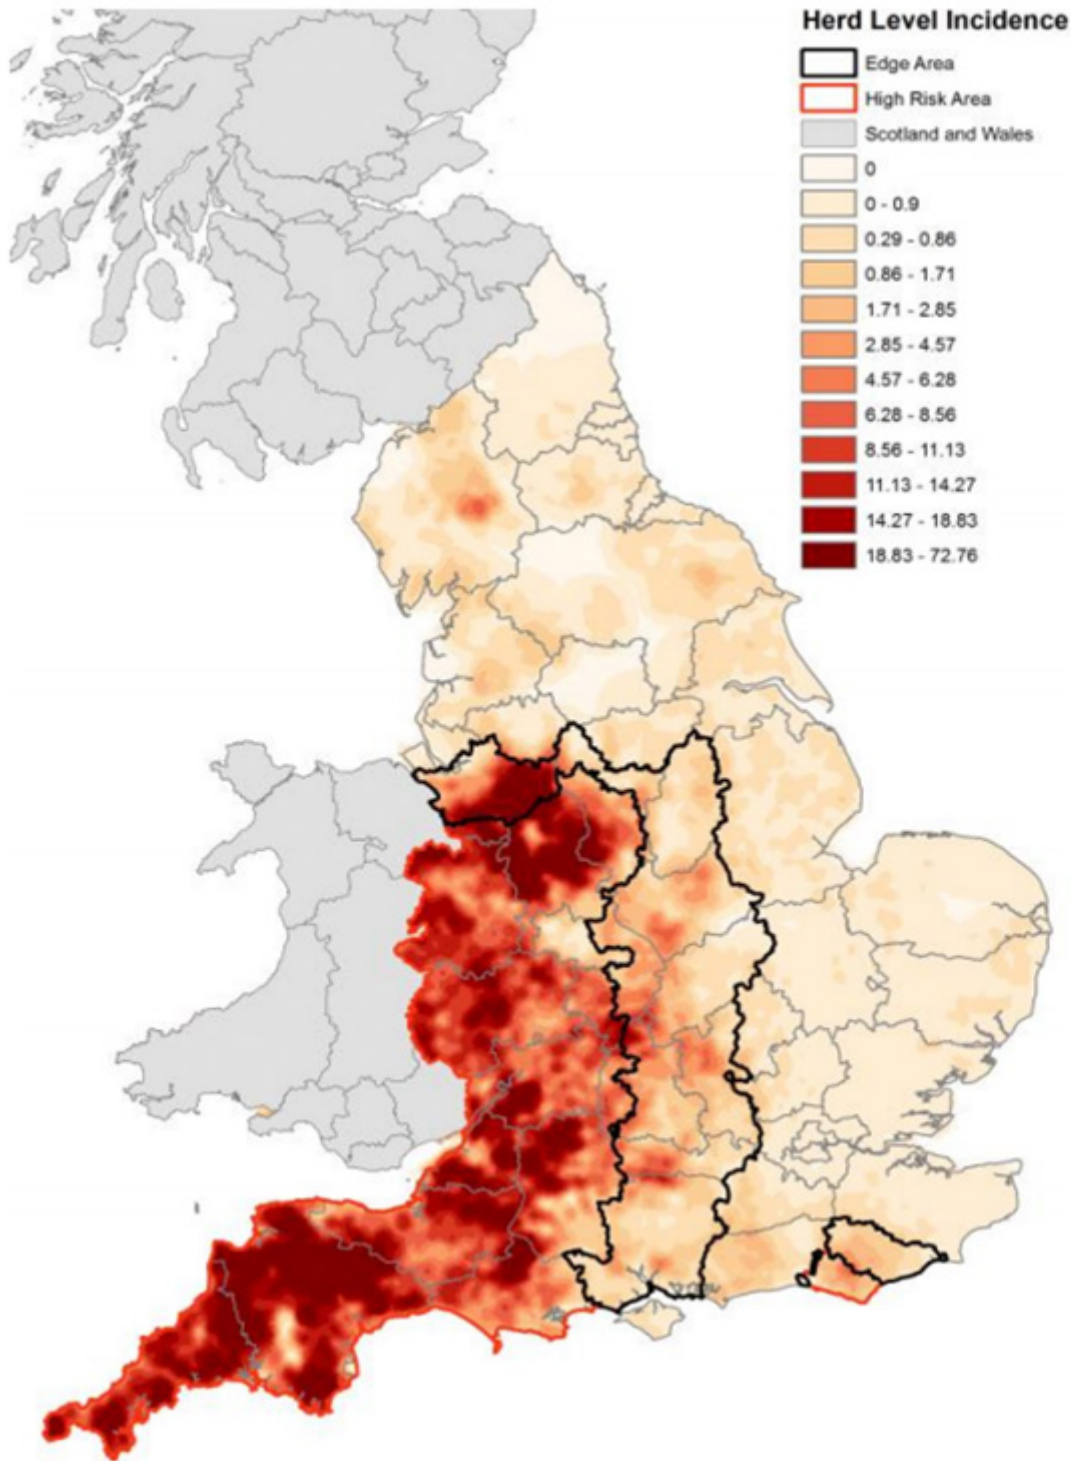 Herd Level Incidence
Edge Area
High Risk Area
Scotland and Wales
0
0 - 0.9
0.29 - 0.86
0.86 - 1.71
1.71 - 2.85
2.85 - 4.57
4.57 - 6.28
6.28 - 8.56
8.56 - 11.13
11.13 - 14.27
14.27 - 18.83
18.83 - 72.76